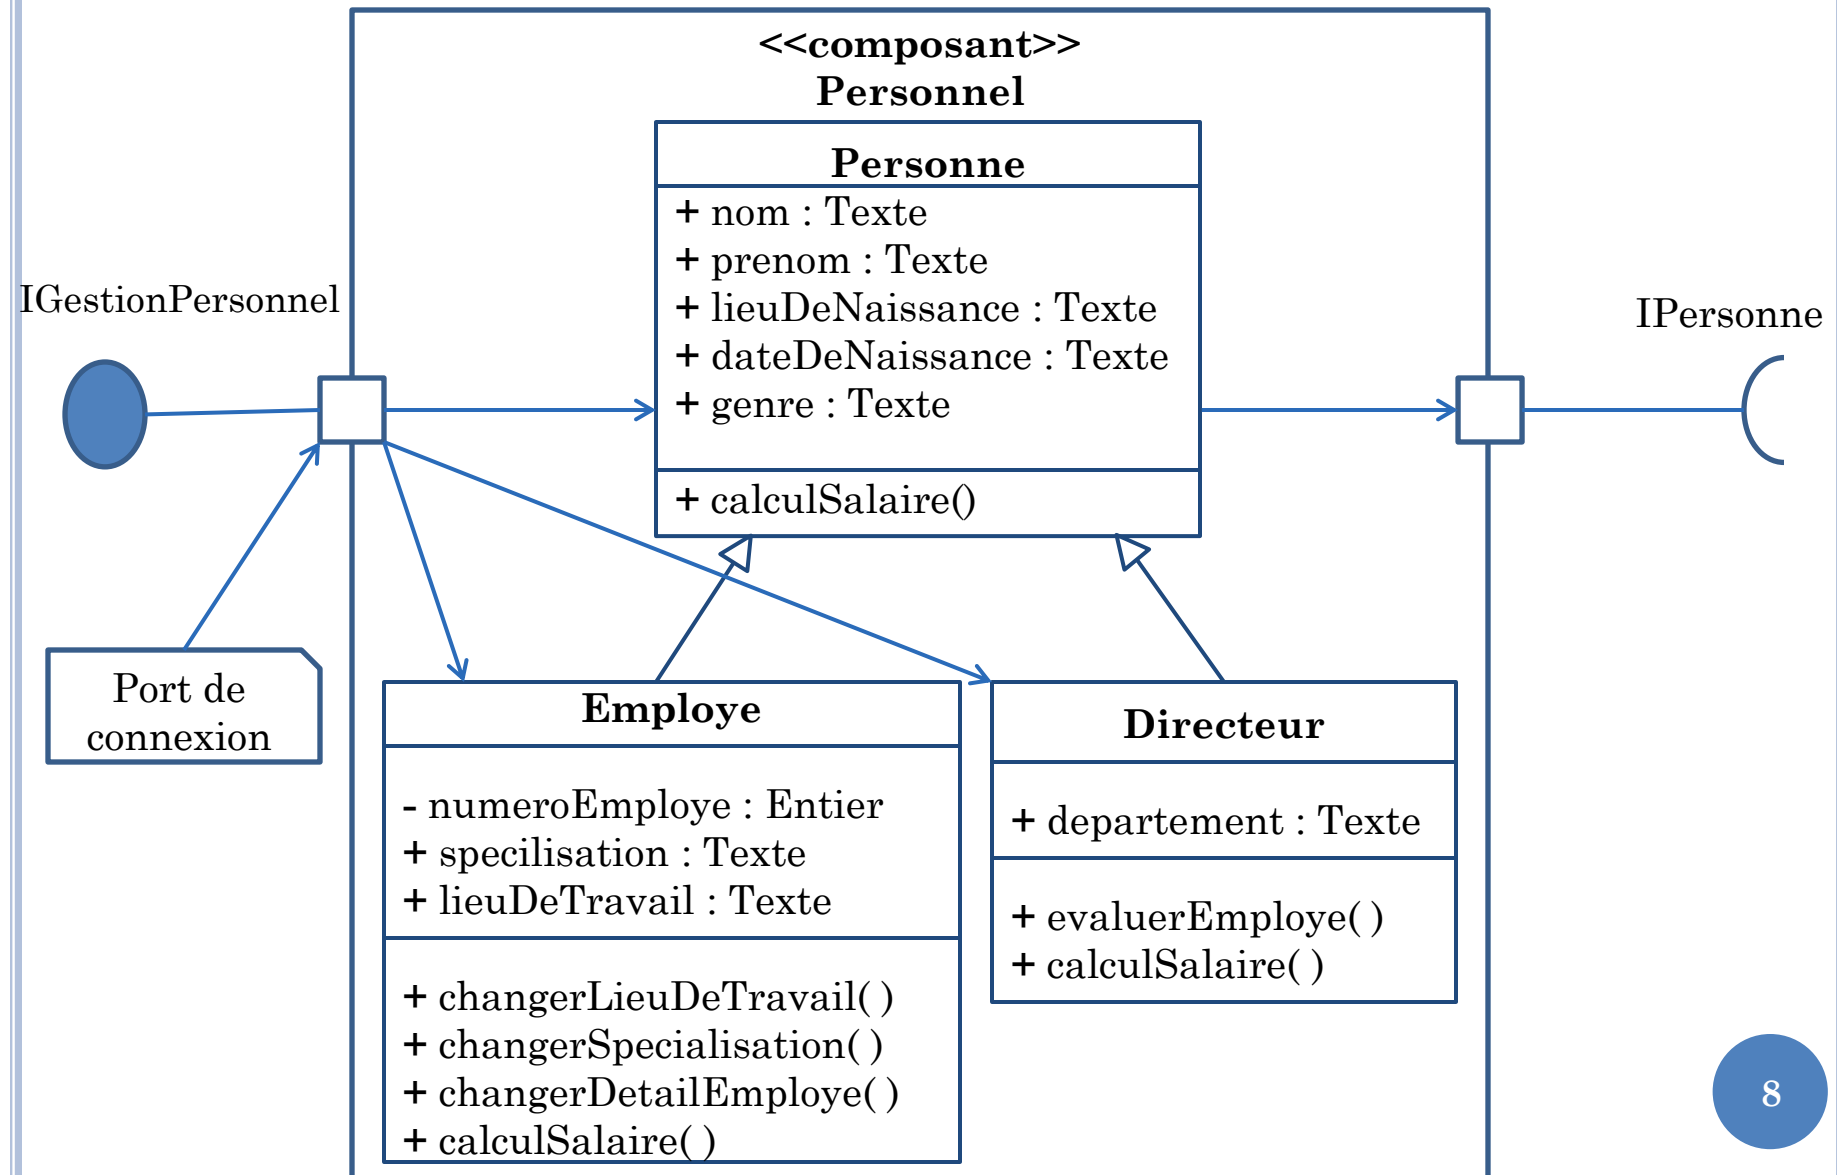 <<composant>>
Personnel
Personne
+ nom : Texte
+ prenom : Texte
+ lieuDeNaissance : Texte
+ dateDeNaissance : Texte
+ genre : Texte
+ calculSalaire()
IGestionPersonnel
IPersonne
Port de
connexion
Employe
- numeroEmploye : Entier
+ specilisation : Texte
+ lieuDeTravail : Texte
+ changerLieuDeTravail( )
+ changerSpecialisation( )
+ changerDetailEmploye( )
+ calculSalaire( )
Directeur
+ departement : Texte
+ evaluerEmploye( )
+ calculSalaire( )
8